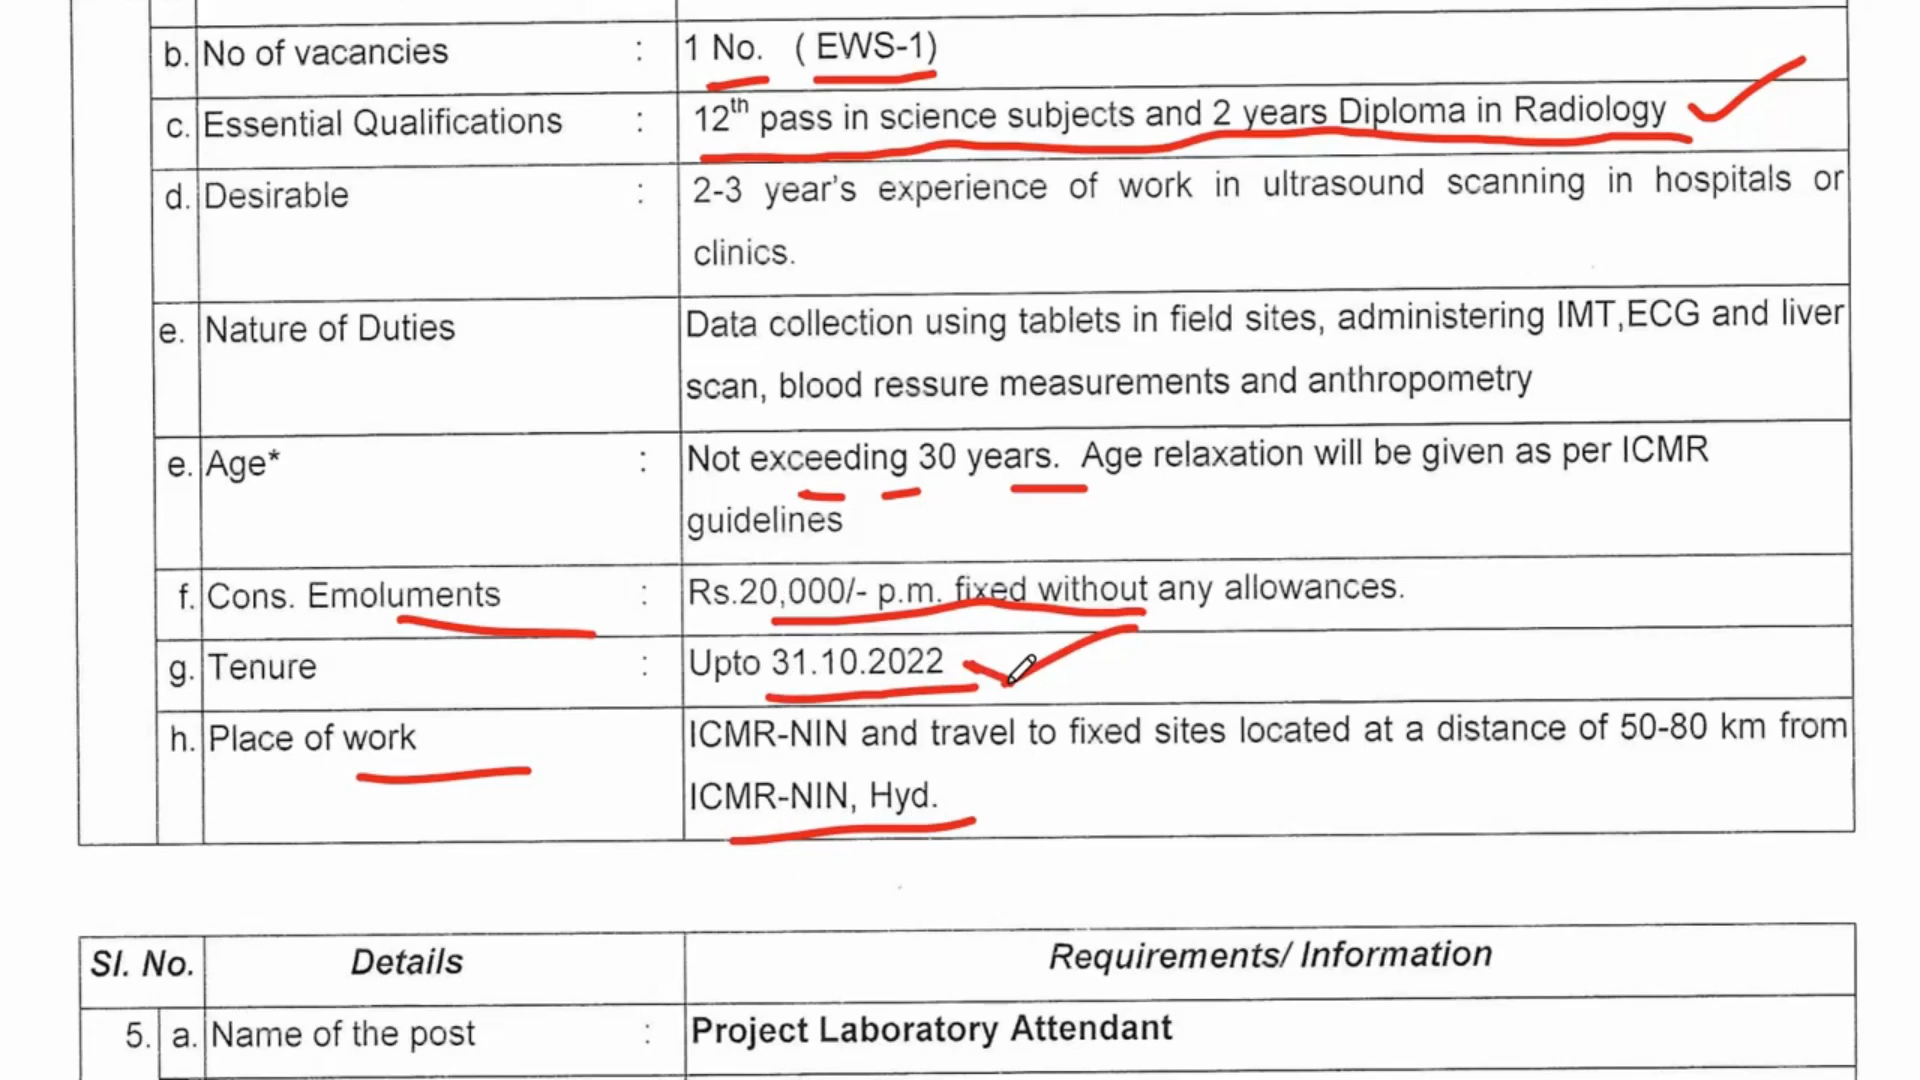 b. No of vacancies : 1 No. ( EWS-1)
c. Essential Qualifications : 12th pass in science subjects and 2 years Diploma in Radiology
d. Desirable : 2-3 year's experience of work in ultrasound scanning in hospitals or
clinics.
e. Nature of Duties Data collection using tablets in field sites, administering IMT,ECG and liver
scan, blood ressure measurements and anthropometry
e. Age* : Not exceeding 30 years. Age relaxation will be given as per ICMR
guidelines
f. Cons. Emoluments : Rs.20,000/- p.m. fixed without any allowances.
g. Tenure : Upto 31.10.2022
h. Place of work ICMR-NIN and travel to fixed sites located at a distance of 50-80 km from
ICMR-NIN, Hyd.
Sl. No. Details Requirements/ Information
5. a. Name of the post : Project Laboratory Attendant